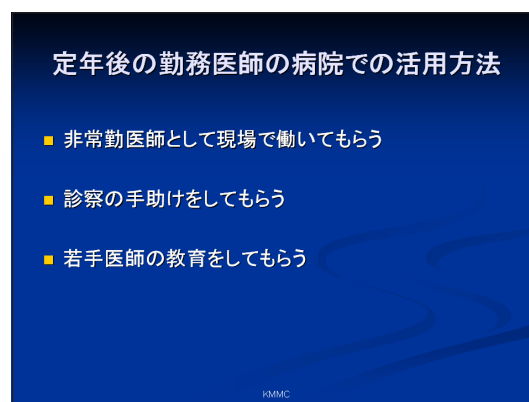 定年後の勤務医師の病院での活用方法
非常勤医師として現場で働いてもらう
診察の手助けをしてもらう
若手医師の教育をしてもらう
KMMC